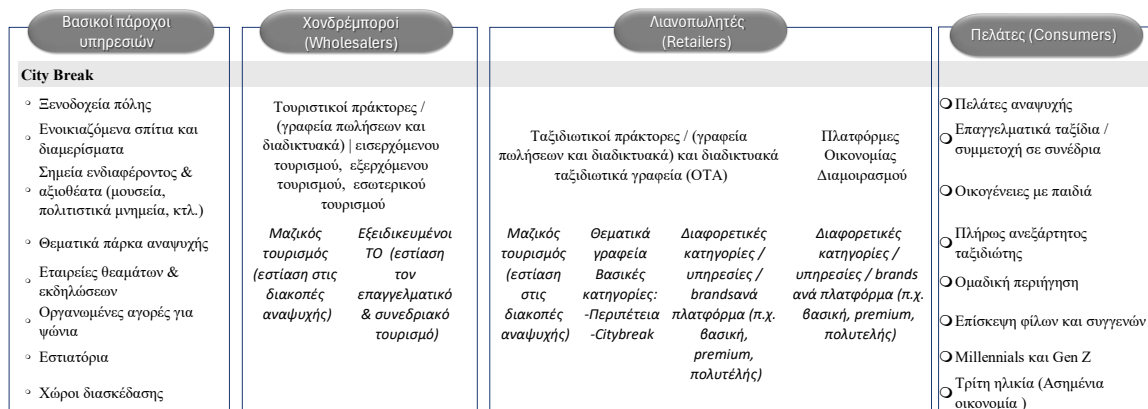 Βασικοί πάροχοι
υπηρεσιών
Χονδρέμποροi
(Wholesalers)
Λιανοπωλητές
(Retailers)
Πελάτες (Consumers)
City Break
◦ Ξενοδοχεία πόλης
◦ Ενοικιαζόμενα σπίτια και
διαμερίσματα
◦ Σημεία ενδιαφέροντος &
αξιοθέατα (μουσεία,
πολιτιστικά μνημεία, κτλ.)
◦ Θεματικά πάρκα αναψυχής
◦ Εταιρείες θεαμάτων &
εκδηλώσεων
◦ Οργανωμένες αγορές για
ψώνια
◦ Εστιατόρια
◦ Χώροι διασκέδασης
Τουριστικοί πράκτορες /
(γραφεία πωλήσεων και
διαδικτυακά) | εισερχόμενου
τουρισμού, εξερχόμενου
τουρισμού, εσωτερικού
τουρισμού
Μαζικός
τουρισμός
(εστίαση στις
διακοπές
αναψυχής)
Εξειδικευμένοι
ΤΟ (εστίαση
τον
επαγγελματικό
& συνεδριακό
τουρισμό)
Ταξιδιωτικοί πράκτορες / (γραφεία
πωλήσεων και διαδικτυακά) και διαδικτυακά
ταξιδιωτικά γραφεία (ΟΤΑ)
Πλατφόρμες
Οικονομίας
Διαμοιρασμού
Μαζικός
τουρισμός
(εστίαση
στις
διακοπές
αναψυχής)
Θεματικά
γραφεία
Βασικές
κατηγορίες:
-Περιπέτεια
-Citybreak
Διαφορετικές
κατηγορίες /
υπηρεσίες /
brandsανά
πλατφόρμα (π.χ.
βασική,
premium,
πολυτέλής)
Διαφορετικές
κατηγορίες /
υπηρεσίες / brands
ανά πλατφόρμα (π.χ.
βασική, premium,
πολυτελής)
Πελάτες αναψυχής
Επαγγελματικά ταξίδια /
συμμετοχή σε συνέδρια
Οικογένειες με παιδιά
Πλήρως ανεξάρτητος
ταξιδιώτης
Ομαδική περιήγηση
Επίσκεψη φίλων και συγγενών
Millennials και Gen Z
Τρίτη ηλικία (Ασημένια
οικονομία )